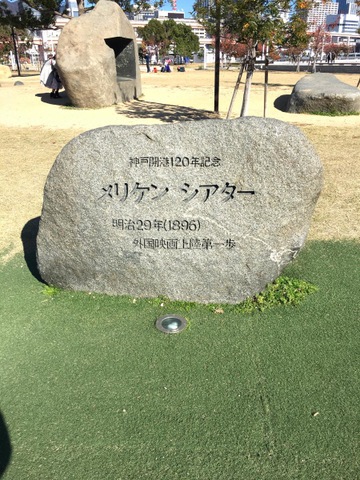 神戸開港120年記念
メリケン シアター
明治29年(1896)
外国映画上陸第一歩